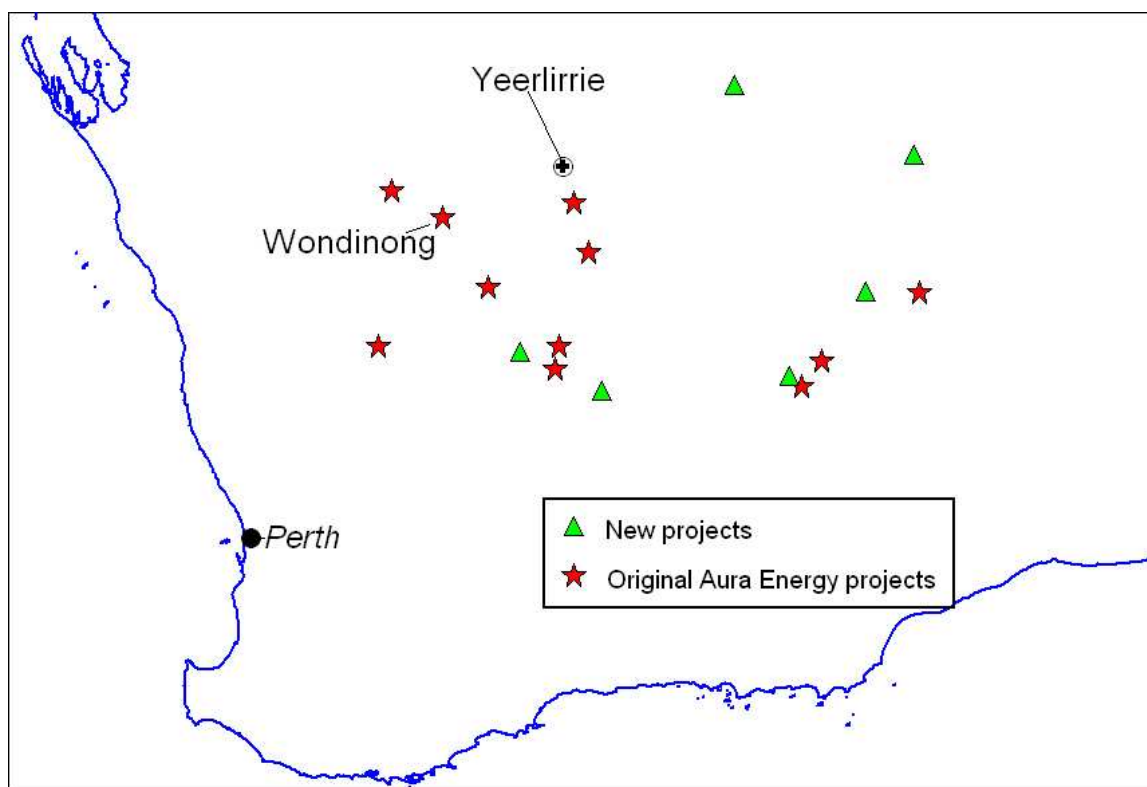 Yeerlirrie
Wondinong
Perth
New projects
Original Aura Energy projects